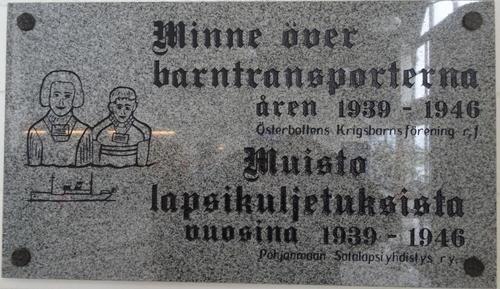 Minne över
barntransporterna
åren 1939 - 1946
Österbottens Krigsbarnsförening r,f
Muisto
lapsikuljetuksista
vuosina 1939 - 1946
Pohjanmaan Sotalapsiyhdistys r y.